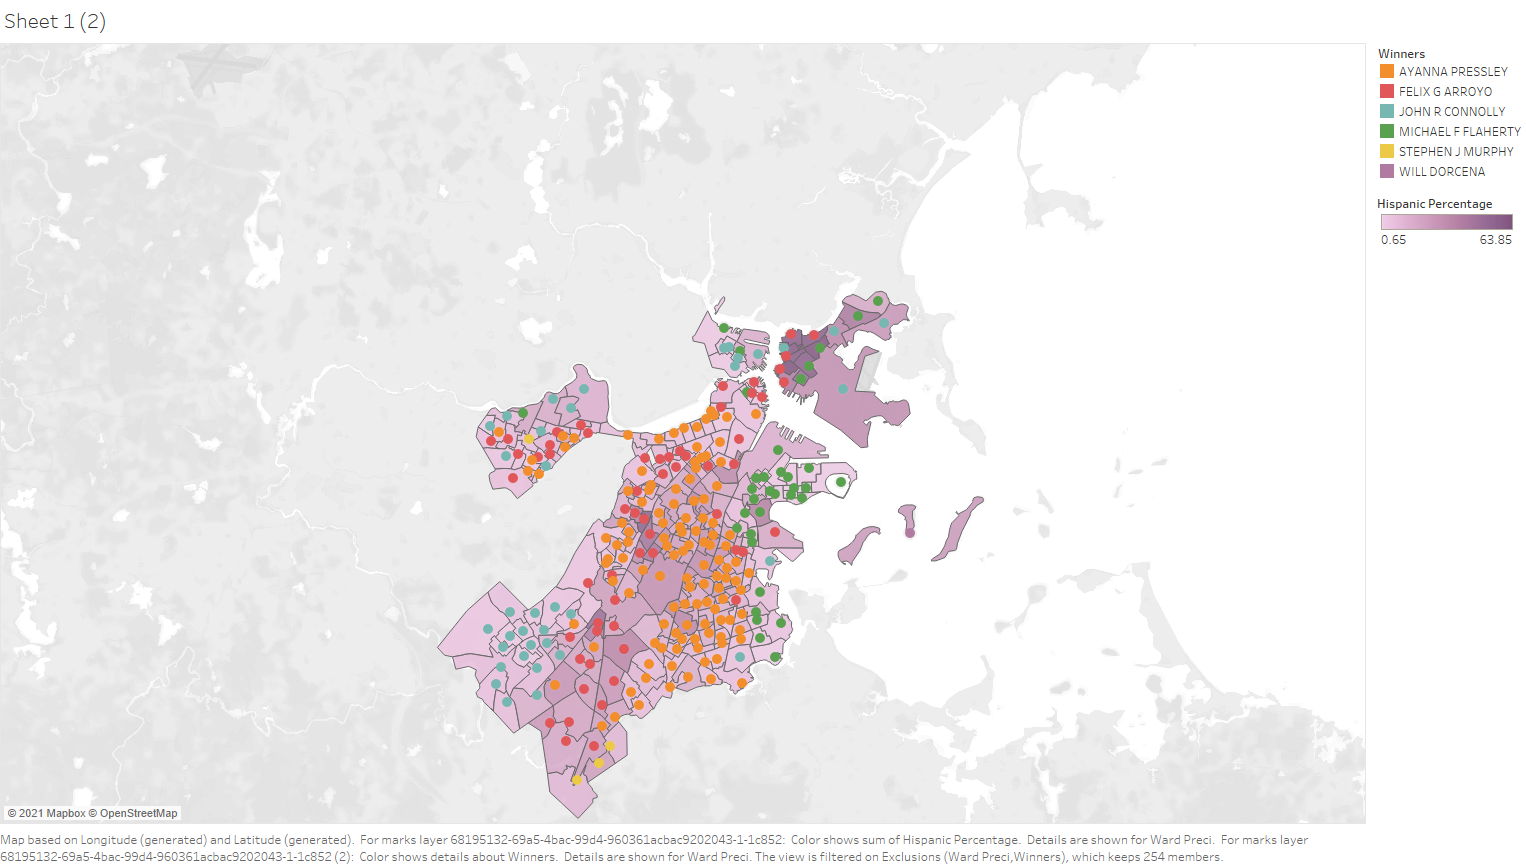 Sheet 1 (2)
Winners
AYANNA PRESSLEY
FELIX G ARROYO
JOHN R CONNOLLY
MICHAEL F FLAHERTY
STEPHEN J MURPHY
WILL DORCENA
Hispanic Percentage
0.65 63.85
© 2021 Mapbox © OpenStreetMap
Map based on Longitude (generated) and Latitude (generated). For marks layer 68195132-69a5-4bac-99d4-960361acbac9202043-1-1c852: Color shows sum of Hispanic Percentage. Details are shown for Ward Preci. For marks layer
68195132-69a5-4bac-99d4-960361acbac9202043-1-1c852 (2): Color shows details about Winners. Details are shown for Ward Preci. The view is filtered on Exclusions (Ward Preci,Winners), which keeps 254 members.